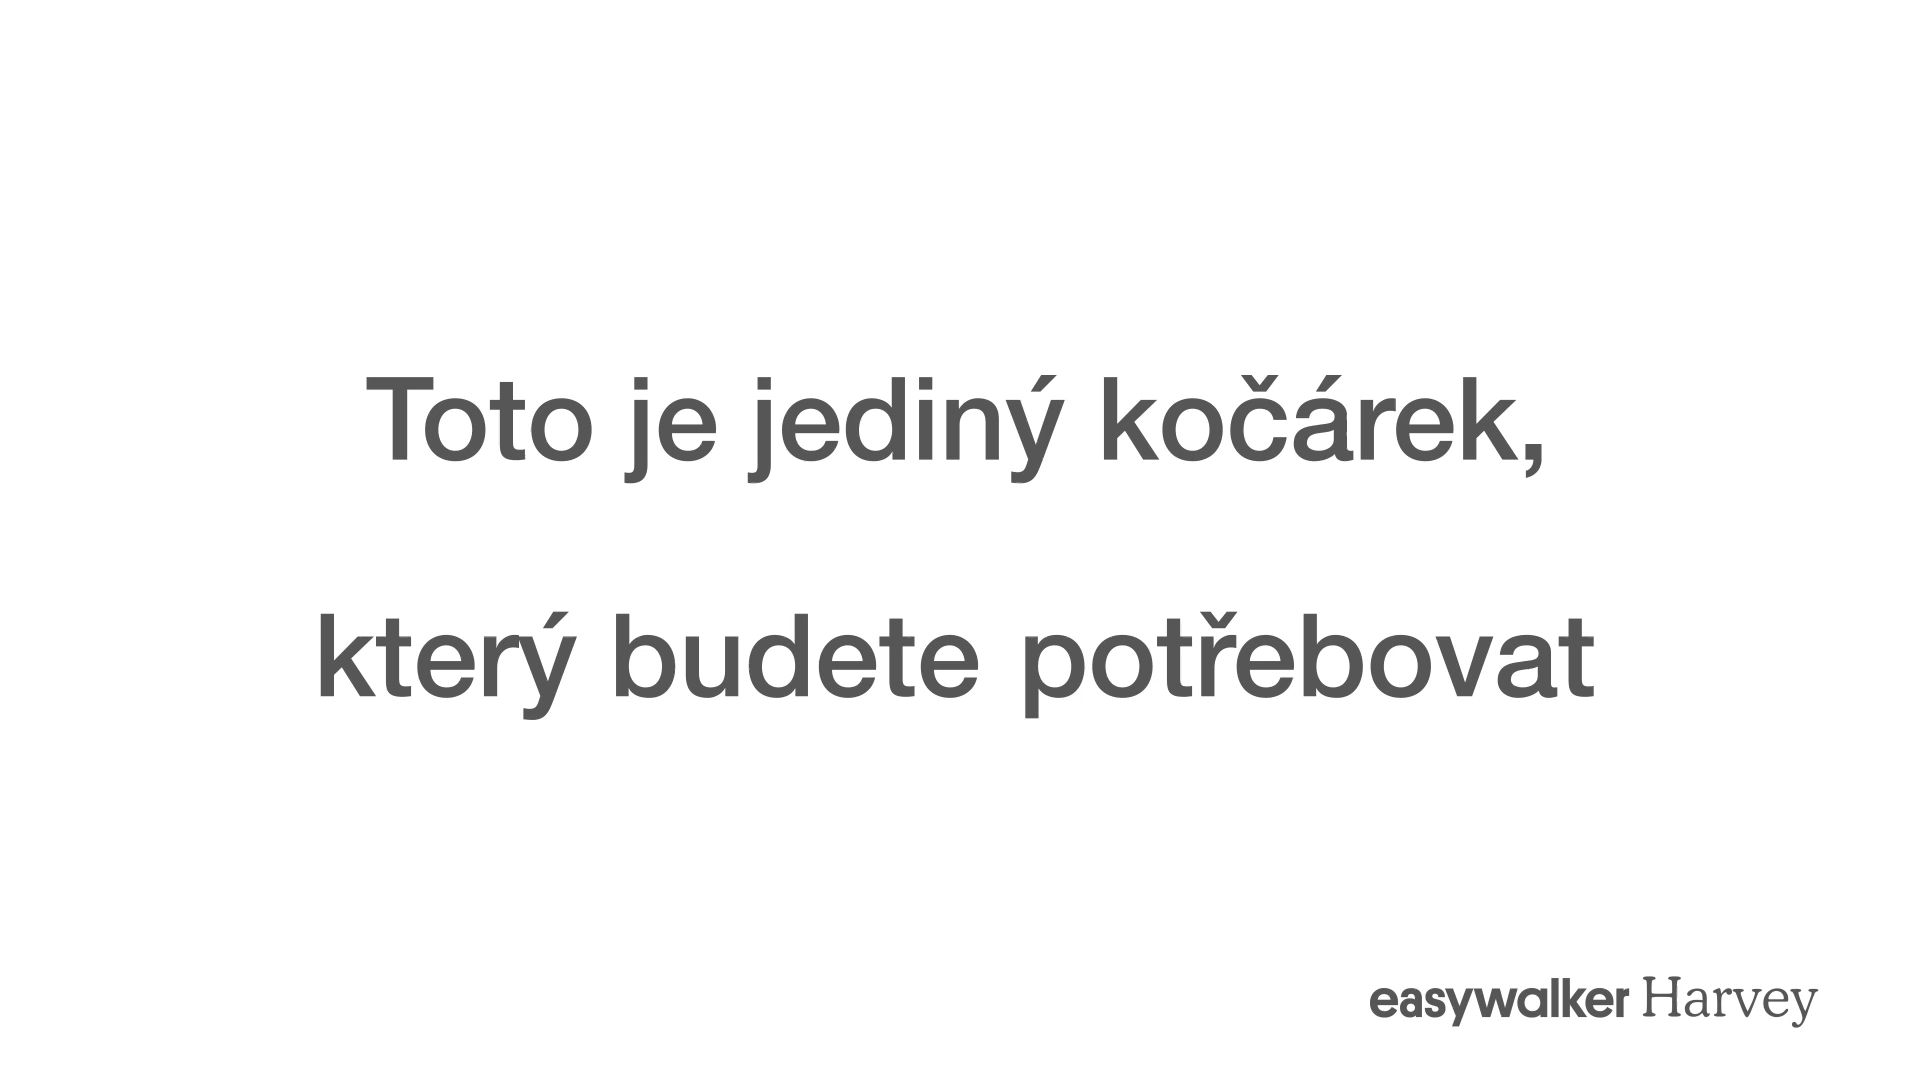 Toto je jediný kočárek,
který budete potřebovat
easywalker Harvey